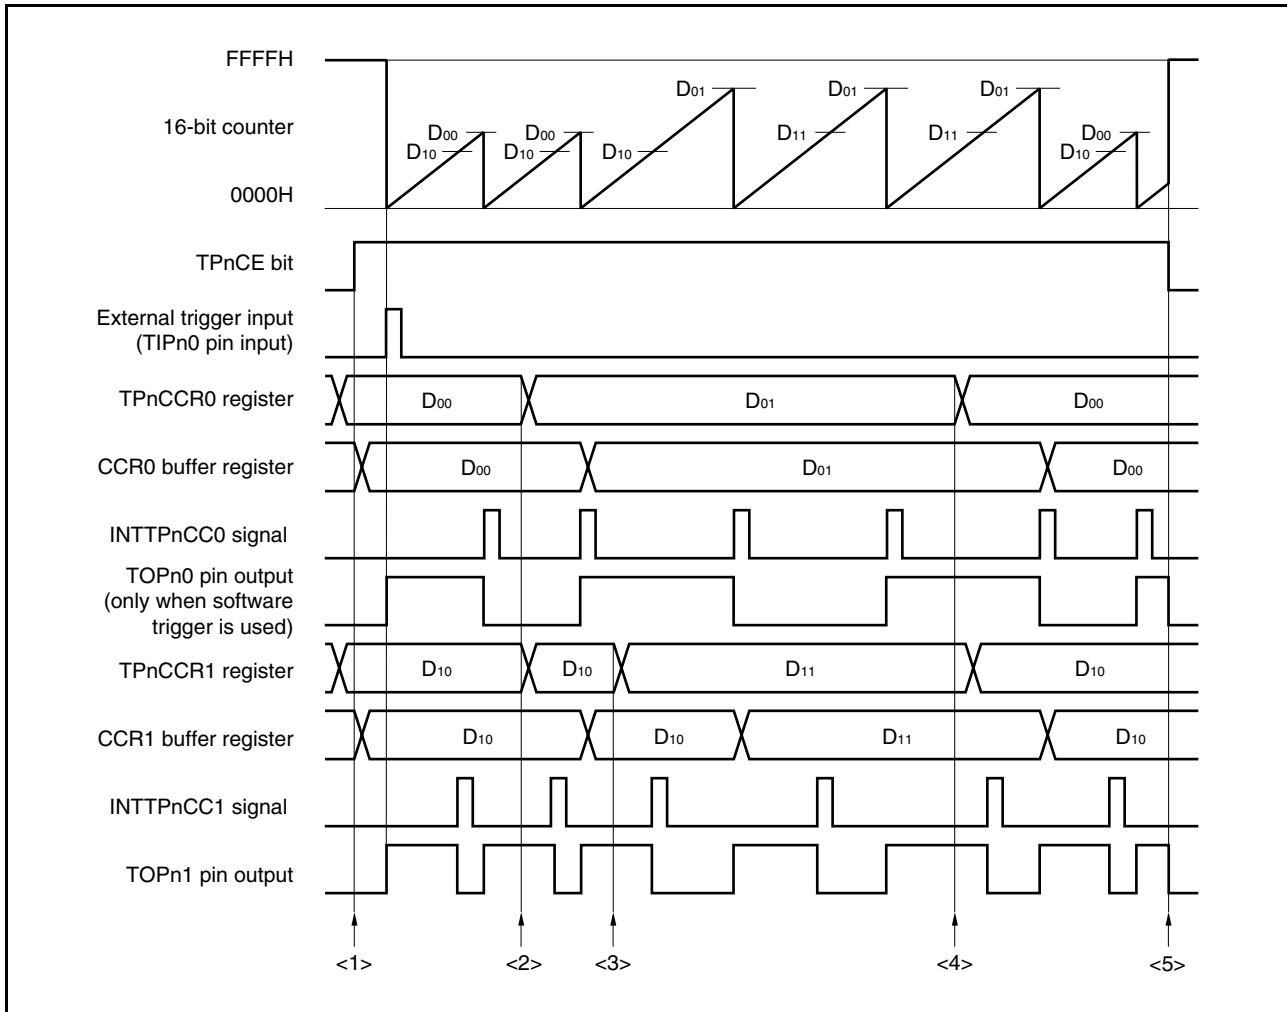 FFFFH
D01 D01 D01
16-bit counter
D00 D00 D11 D11 D00
D10 D10 D10 D10
0000H
TPnCE bit
External trigger input
(TIPn0 pin input)
TPnCCR0 register D00 D01 D00
CCR0 buffer register D00 D01 D00
INTTPnCC0 signal
TOPn0 pin output
(only when software
trigger is used)
TPnCCR1 register D10 D10 D11 D10
CCR1 buffer register D10 D10 D11 D10
INTTPnCC1 signal
TOPn1 pin output
<1> <2> <3> <4> <5>